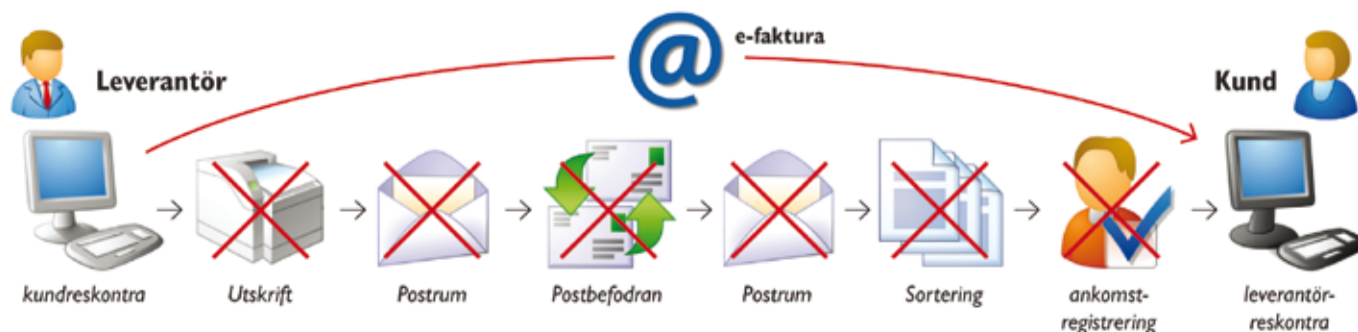 @ e-faktura
Leverantör
Kund
kundreskontra
Utskrift
Postrum
Postbefodran
Postrum
Sortering
ankomst-
registrering
leverantör-
reskontra